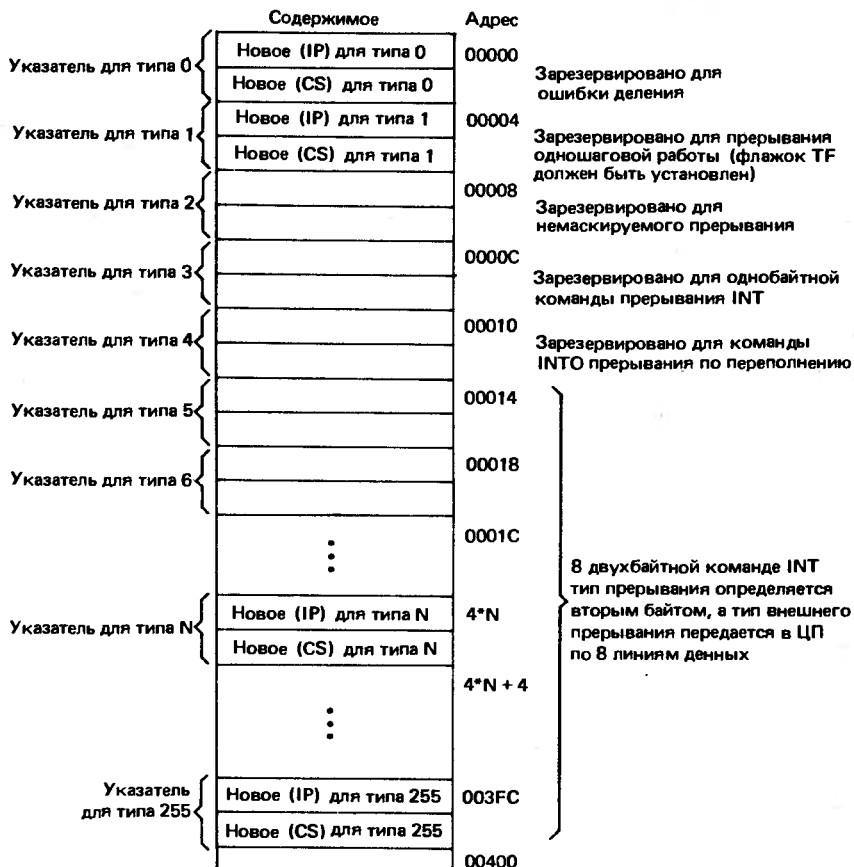 Содержимое Адрес
Указатель для типа 0
Новое (IP) для типа 0
00000
Новое (CS) для типа 0
Зарезервировано для
ошибки деления
Указатель для типа 1
Новое (IP) для типа 1
00004
Новое (CS) для типа 1
Зарезервировано для прерывания
одношаговой работы (флажок TF
должен быть установлен)
Указатель для типа 2
00008
Зарезервировано для
немаскируемого прерывания
Указатель для типа 3
0000C
Зарезервировано для однобайтной
команды прерывания INT
Указатель для типа 4
00010
Зарезервировано для команды
INTO прерывания по переполнению
Указатель для типа 5
00014
Указатель для типа 6
00018
0001C
Указатель для типа N
Новое (IP) для типа N
4*N
Новое (CS) для типа N
4*N + 4
8 двухбайтной команде INT
тип прерывания определяется
вторым байтом, а тип внешнего
прерывания передается в ЦП
по 8 линиям денных
Указатель
для типа 255
Новое (IP) для типа 255
003FC
Новое (CS) для типа 255
00400